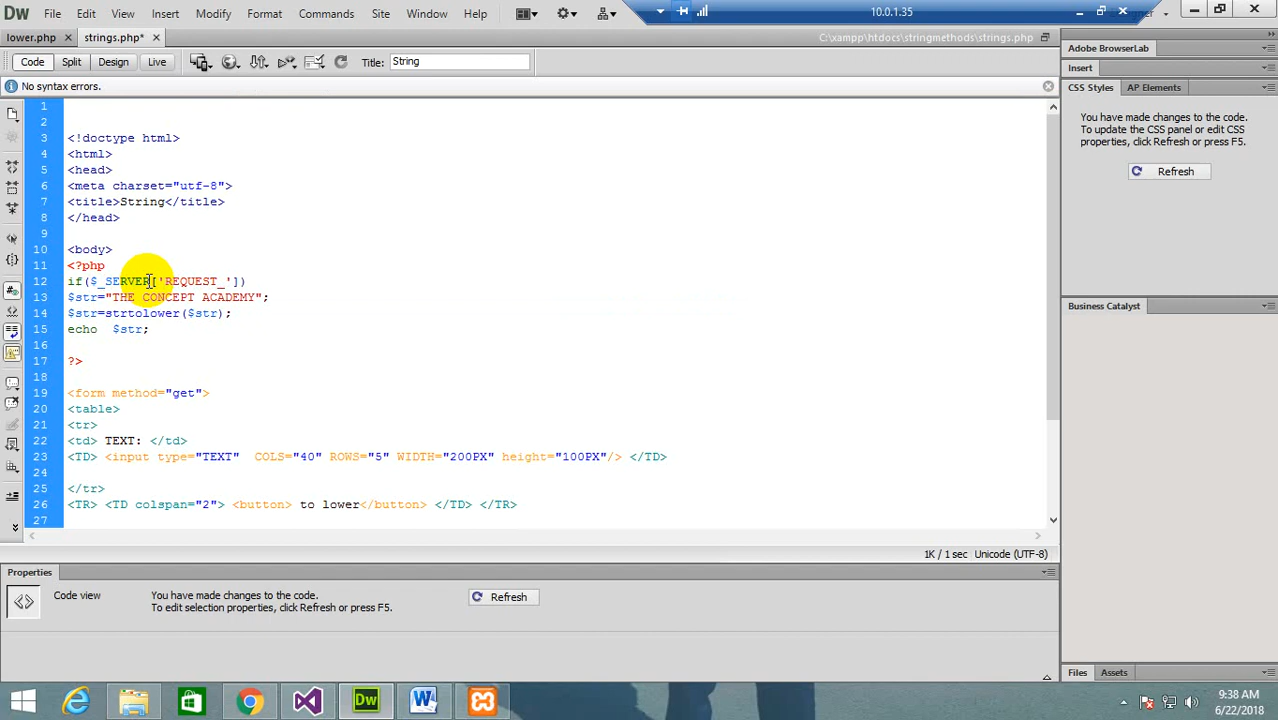 Dw File Edit View Insert Modify Format Commands Site Window Help
10.0.1.35
lower.php × strings.php* × C:\xampp\htdocs\stringmethods\strings.php
Code Split Design Live Title: String
No syntax errors.
1
2
3 <!doctype html>
4 <html>
5 <head>
6 <meta charset="utf-8">
7 <title>String</title>
8 </head>
9
10 <body>
11 <?php
12 if($_SERVER['REQUEST_'])
13 $str="THE CONCEPT ACADEMY";
14 $str=strtolower($str);
15 echo  $str;
16
17 ?>
18
19 <form method="get">
20 <table>
21 <tr>
22 <td> TEXT: </td>
23 <TD> <input type="TEXT"  COLS="40" ROWS="5" WIDTH="200PX" height="100PX"/> </TD>
24
25 </tr>
26 <TR> <TD colspan="2"> <button> to lower</button> </TD> </TR>
27
1K / 1 sec Unicode (UTF-8)
Properties
Code view
You have made changes to the code.
To edit selection properties, click Refresh or press F5.
Refresh
Adobe BrowserLab
Insert
CSS Styles AP Elements
You have made changes to the code.
To update the CSS panel or edit CSS
properties, click Refresh or press F5.
Refresh
Business Catalyst
Files Assets
Dw
9:38 AM
6/22/2018